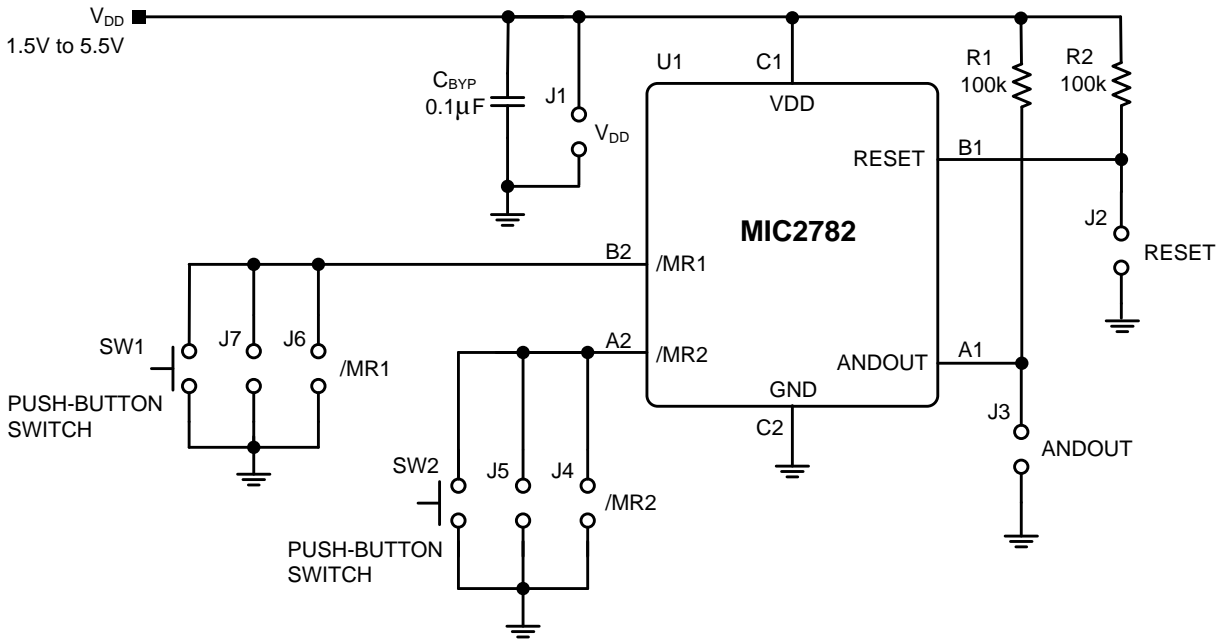 VDD
1.5V to 5.5V
CBYP
0.1µF
J1
VDD
U1
C1
VDD
R1
100k
R2
100k
RESET
B1
MIC2782
J2
RESET
B2
/MR1
A2
/MR2
ANDOUT
A1
GND
C2
J3
ANDOUT
SW1
J7
J6
/MR1
PUSH-BUTTON
SWITCH
SW2
J5
J4
/MR2
PUSH-BUTTON
SWITCH